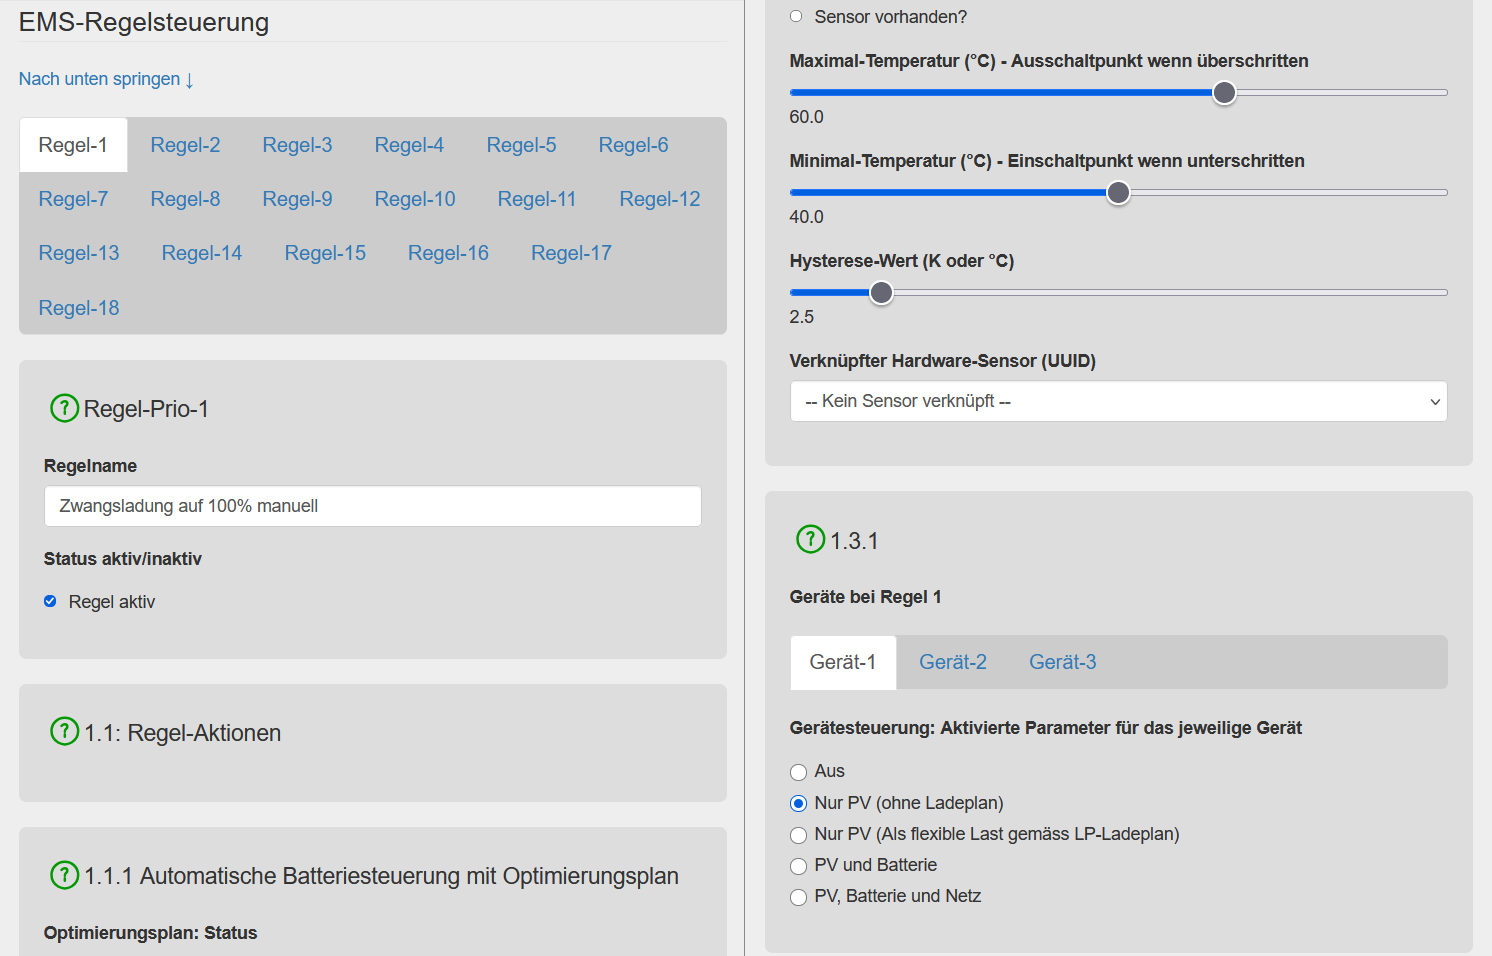 EMS-Regelsteuerung
Nach unten springen ↓
Regel-1 Regel-2 Regel-3 Regel-4 Regel-5 Regel-6
Regel-7 Regel-8 Regel-9 Regel-10 Regel-11 Regel-12
Regel-13 Regel-14 Regel-15 Regel-16 Regel-17
Regel-18
? Regel-Prio-1
Regelname
Zwangsladung auf 100% manuell
Status aktiv/inaktiv
Regel aktiv
? 1.1: Regel-Aktionen
? 1.1.1 Automatische Batteriesteuerung mit Optimierungsplan
Optimierungsplan: Status
Sensor vorhanden?
Maximal-Temperatur (°C) - Ausschaltpunkt wenn überschritten
60.0
Minimal-Temperatur (°C) - Einschaltpunkt wenn unterschritten
40.0
Hysterese-Wert (K oder °C)
2.5
Verknüpfter Hardware-Sensor (UUID)
-- Kein Sensor verknüpft --
? 1.3.1
Geräte bei Regel 1
Gerät-1 Gerät-2 Gerät-3
Gerätesteuerung: Aktivierte Parameter für das jeweilige Gerät
Aus
Nur PV (ohne Ladeplan)
Nur PV (Als flexible Last gemäss LP-Ladeplan)
PV und Batterie
PV, Batterie und Netz